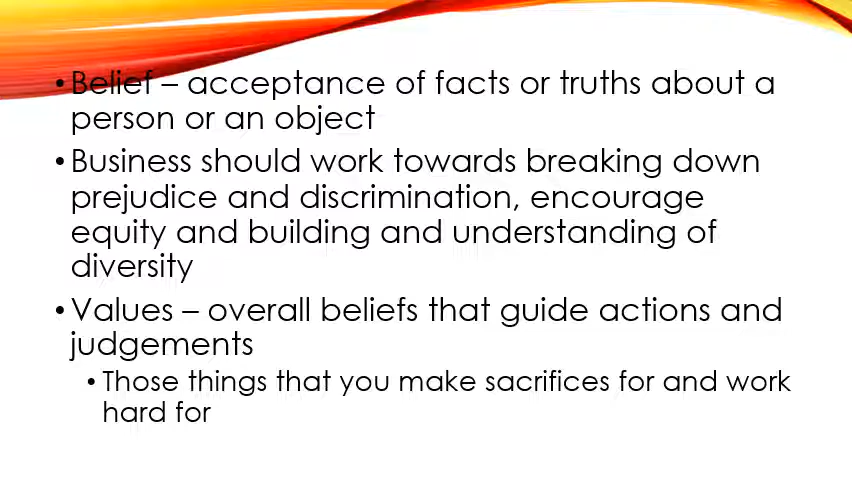 • Belief – acceptance of facts or truths about a
person or an object
• Business should work towards breaking down
prejudice and discrimination, encourage
equity and building and understanding of
diversity
• Values – overall beliefs that guide actions and
judgements
• Those things that you make sacrifices for and work
hard for